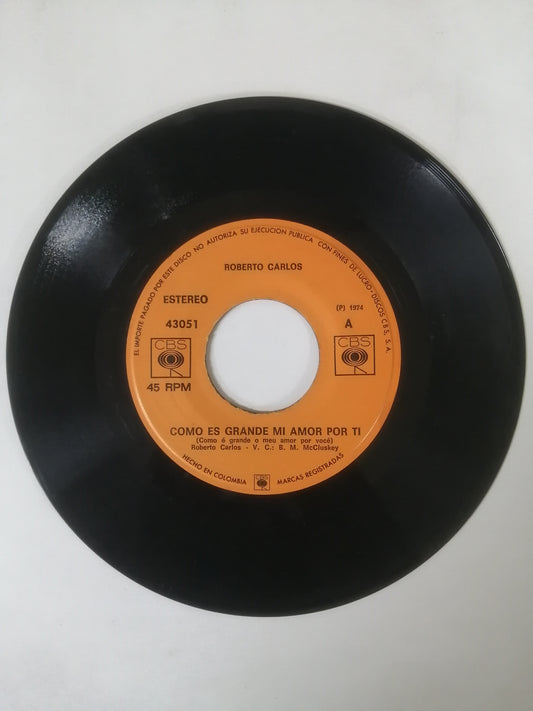 EL IMPORTE PAGADO POR ESTE DISCO NO AUTORIZA SU EJECUCION PUBLICA CON FINES DE LUCRO-DISCOS C B S, S. A.
ROBERTO CARLOS
ESTEREO
(P) 1974
43051
A
CBS
CBS
45 RPM
COMO ES GRANDE MI AMOR POR TI
(Como é grande o meu amor por você)
Roberto Carlos - V. C.: B. M. McCluskey
HECHO EN COLOMBIA
MARCAS REGISTRADAS